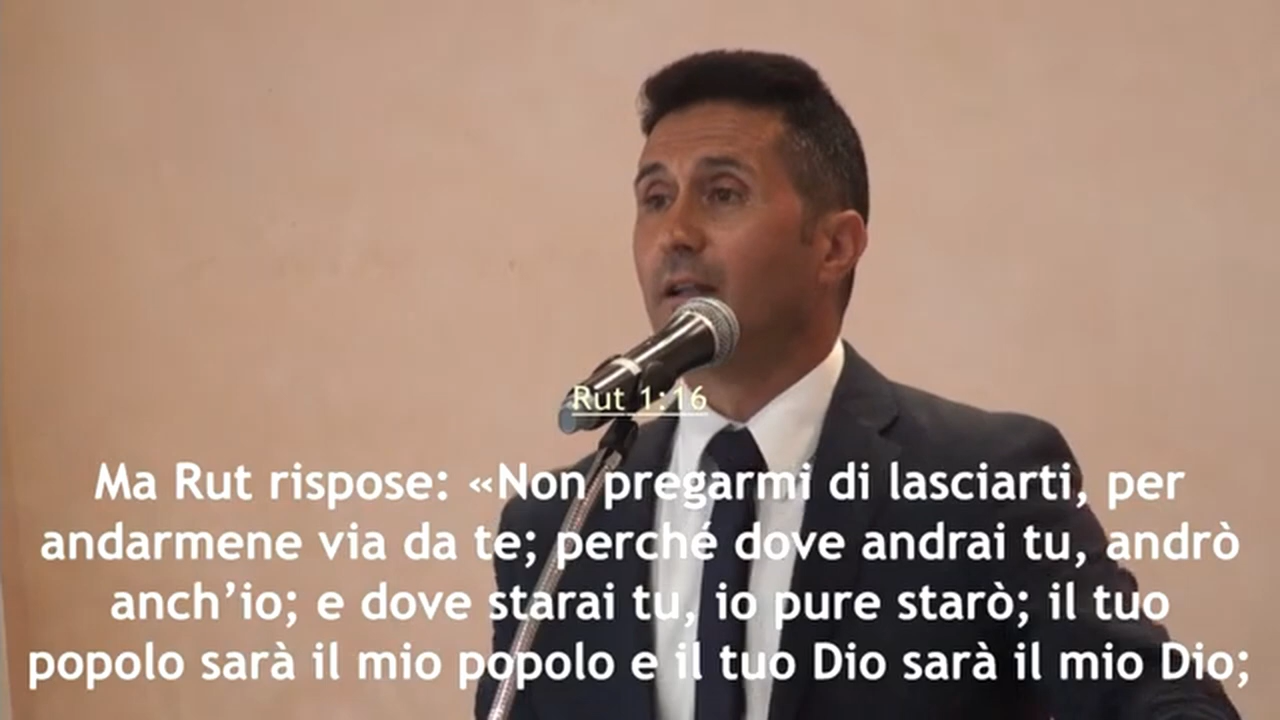 Rut 1:16
Ma Rut rispose: «Non pregarmi di lasciarti, per
andarmene via da te; perché dove andrai tu, andrò
anch’io; e dove starai tu, io pure starò; il tuo
popolo sarà il mio popolo e il tuo Dio sarà il mio Dio;